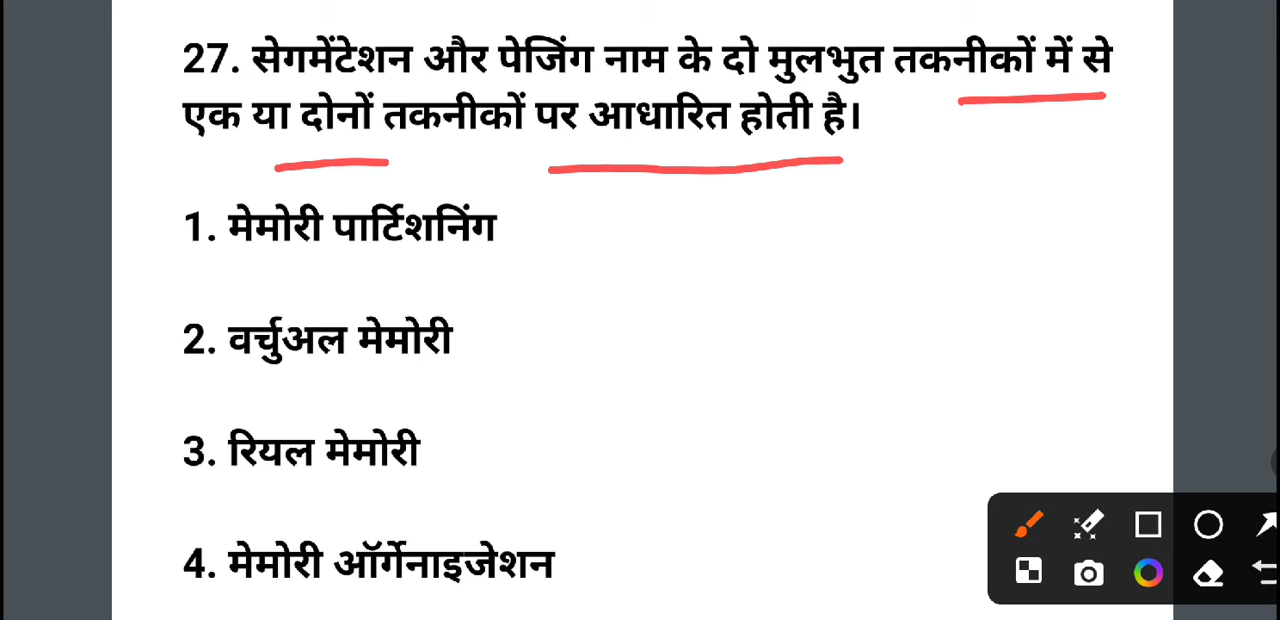 27. सेगमेंटेशन और पेजिंग नाम के दो मुलभुत तकनीकों में से
एक या दोनों तकनीकों पर आधारित होती है।
1. मेमोरी पार्टिशनिंग
2. वर्चुअल मेमोरी
3. रियल मेमोरी
4. मेमोरी ऑर्गेनाइजेशन